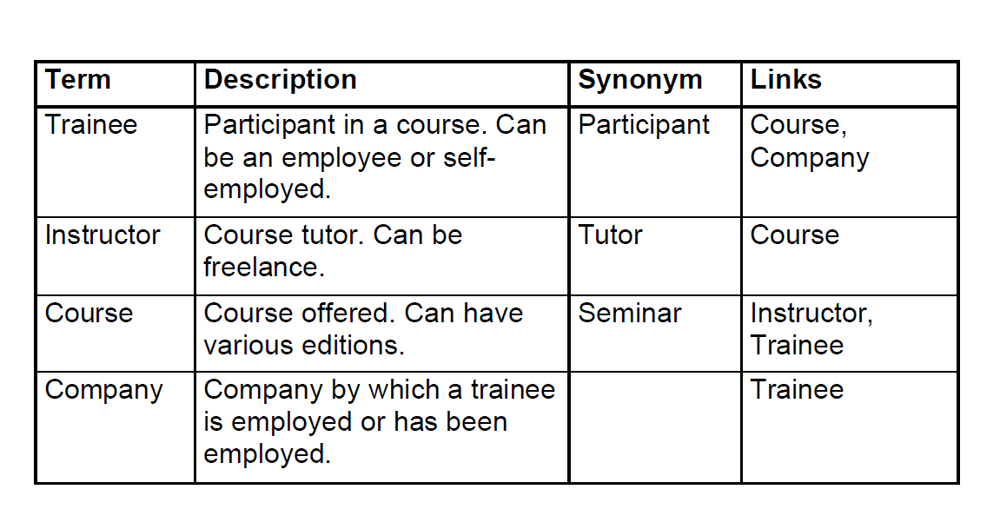 Term Description Synonym Links
Trainee Participant in a course. Can Participant Course,
be an employee or self- Company
employed.
Instructor Course tutor. Can be Tutor Course
freelance.
Course Course offered. Can have Seminar Instructor,
various editions. Trainee
Company Company by which a trainee Trainee
is employed or has been
employed.